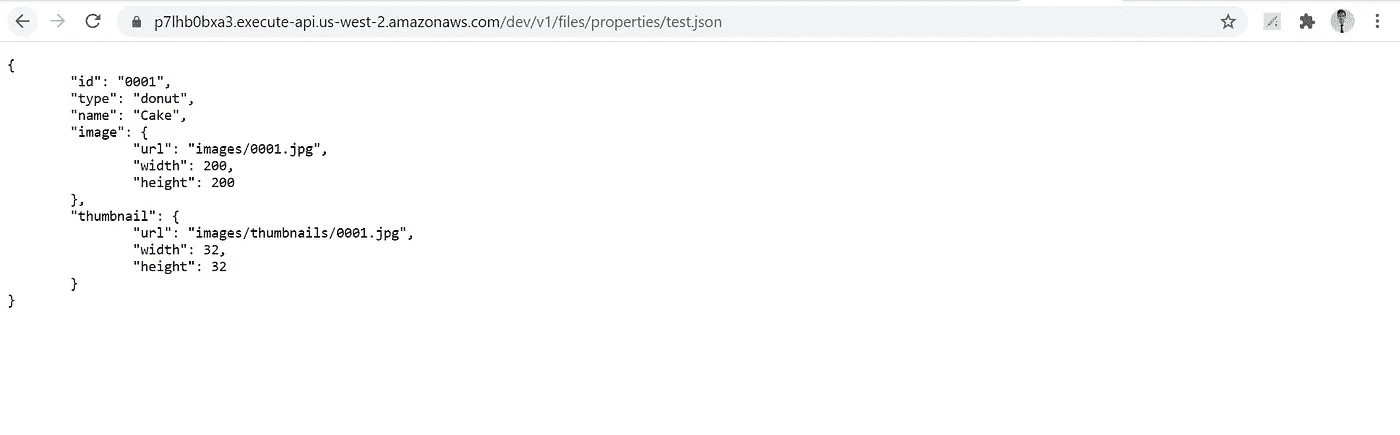 p7lhb0bxa3.execute-api.us-west-2.amazonaws.com/dev/v1/files/properties/test.json
{
"id": "0001",
"type": "donut",
"name": "Cake",
"image": {
"url": "images/0001.jpg",
"width": 200,
"height": 200
},
"thumbnail": {
"url": "images/thumbnails/0001.jpg",
"width": 32,
"height": 32
}
}